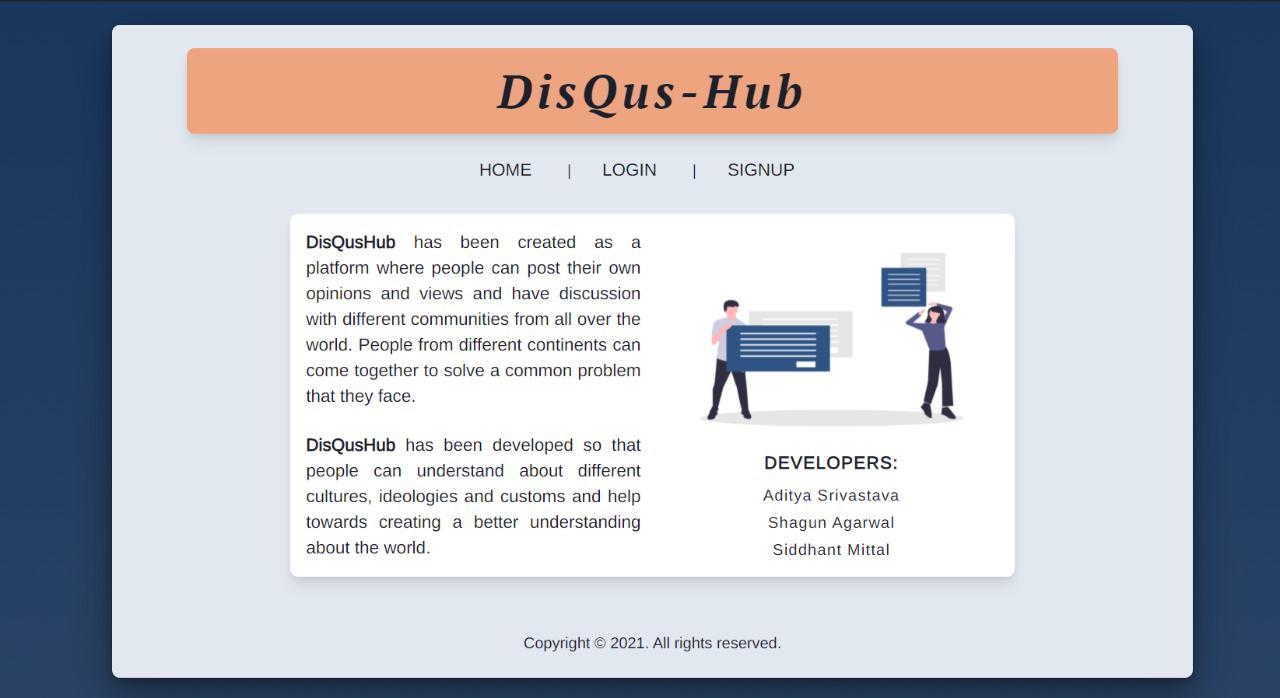 DisQus-Hub
HOME | LOGIN | SIGNUP
DisQusHub has been created as a
platform where people can post their own
opinions and views and have discussion
with different communities from all over the
world. People from different continents can
come together to solve a common problem
that they face.
DisQusHub has been developed so that
people can understand about different
cultures, ideologies and customs and help
towards creating a better understanding
about the world.
DEVELOPERS:
Aditya Srivastava
Shagun Agarwal
Siddhant Mittal
Copyright © 2021. All rights reserved.